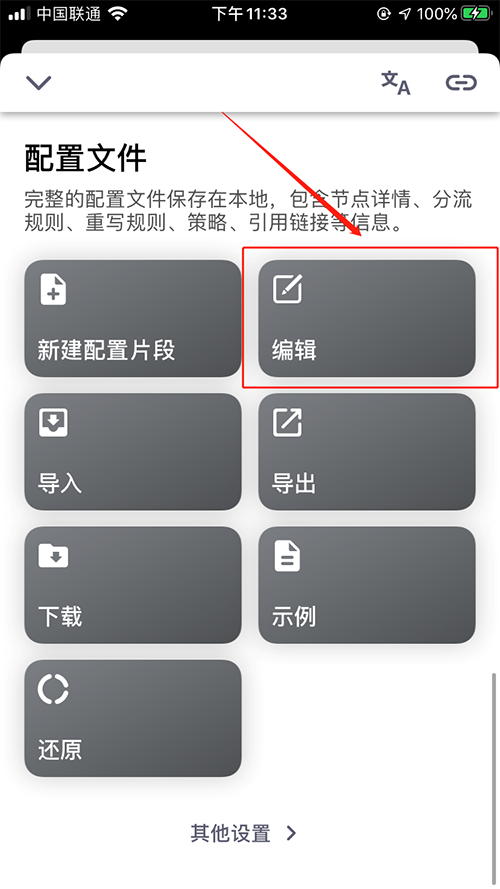 中国联通
下午11:33
100%
文A
配置文件
完整的配置文件保存在本地，包含节点详情、分流
规则、重写规则、策略、引用链接等信息。
新建配置片段
编辑
导入
导出
下载
示例
还原
其他设置